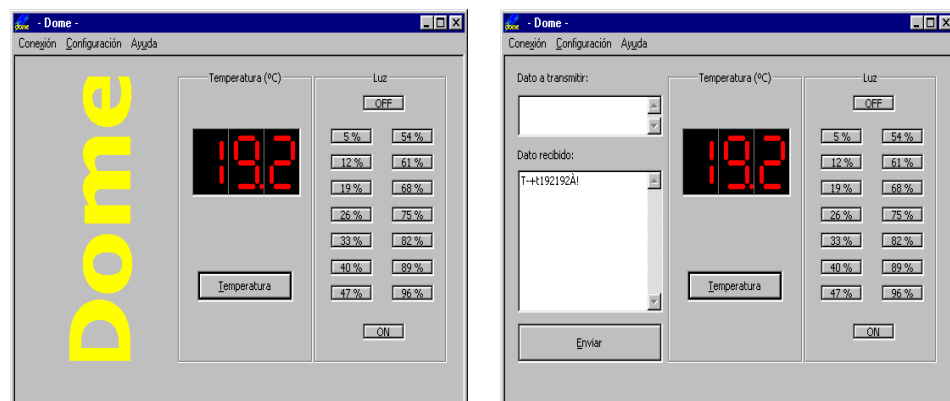 - Dome -
Conexión Configuración Ayuda
Dome
Temperatura (ºC)
19.2
Temperatura
Luz
OFF
5 % 54 %
12 % 61 %
19 % 68 %
26 % 75 %
33 % 82 %
40 % 89 %
47 % 96 %
ON
- Dome -
Conexión Configuración Ayuda
Dato a transmitir:
Dato recibido:
T-+t192192À!
Enviar
Temperatura (ºC)
19.2
Temperatura
Luz
OFF
5 % 54 %
12 % 61 %
19 % 68 %
26 % 75 %
33 % 82 %
40 % 89 %
47 % 96 %
ON